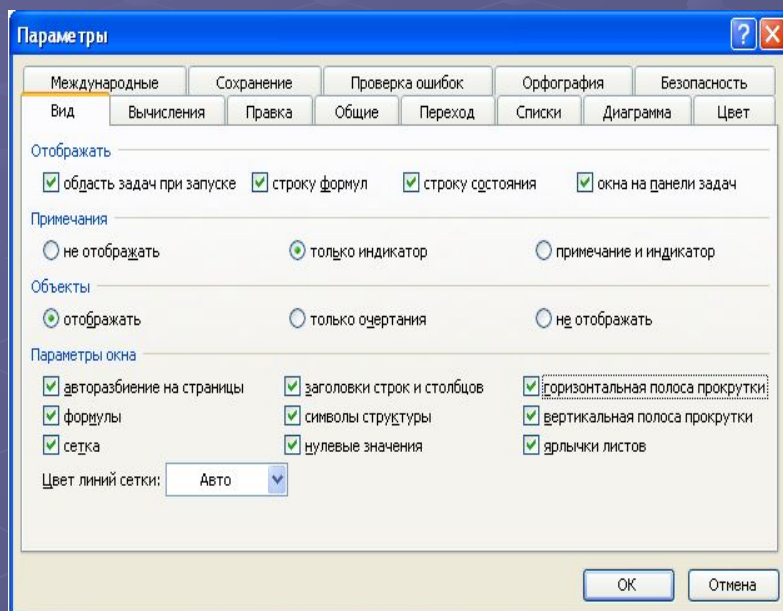 Параметры
Международные Сохранение Проверка ошибок Орфография Безопасность
Вид Вычисления Правка Общие Переход Списки Диаграмма Цвет
Отображать
область задач при запуске строку формул строку состояния окна на панели задач
Примечания
не отображать только индикатор примечание и индикатор
Объекты
отображать только очертания не отображать
Параметры окна
авторазбиение на страницы заголовки строк и столбцов горизонтальная полоса прокрутки
формулы символы структуры вертикальная полоса прокрутки
сетка нулевые значения ярлычки листов
Цвет линий сетки: Авто
ОК Отмена